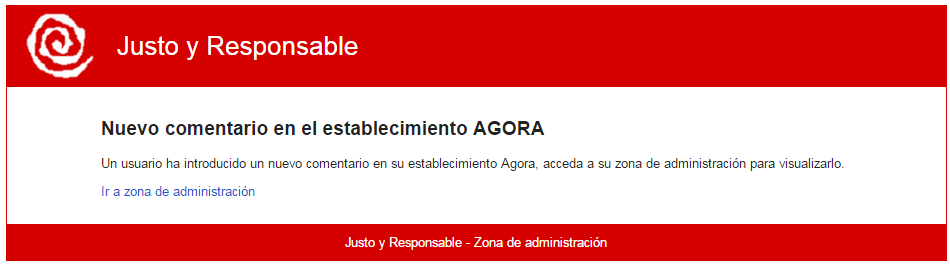 Justo y Responsable
Nuevo comentario en el establecimiento AGORA
Un usuario ha introducido un nuevo comentario en su establecimiento Agora, acceda a su zona de administración para visualizarlo.
Ir a zona de administración
Justo y Responsable - Zona de administración